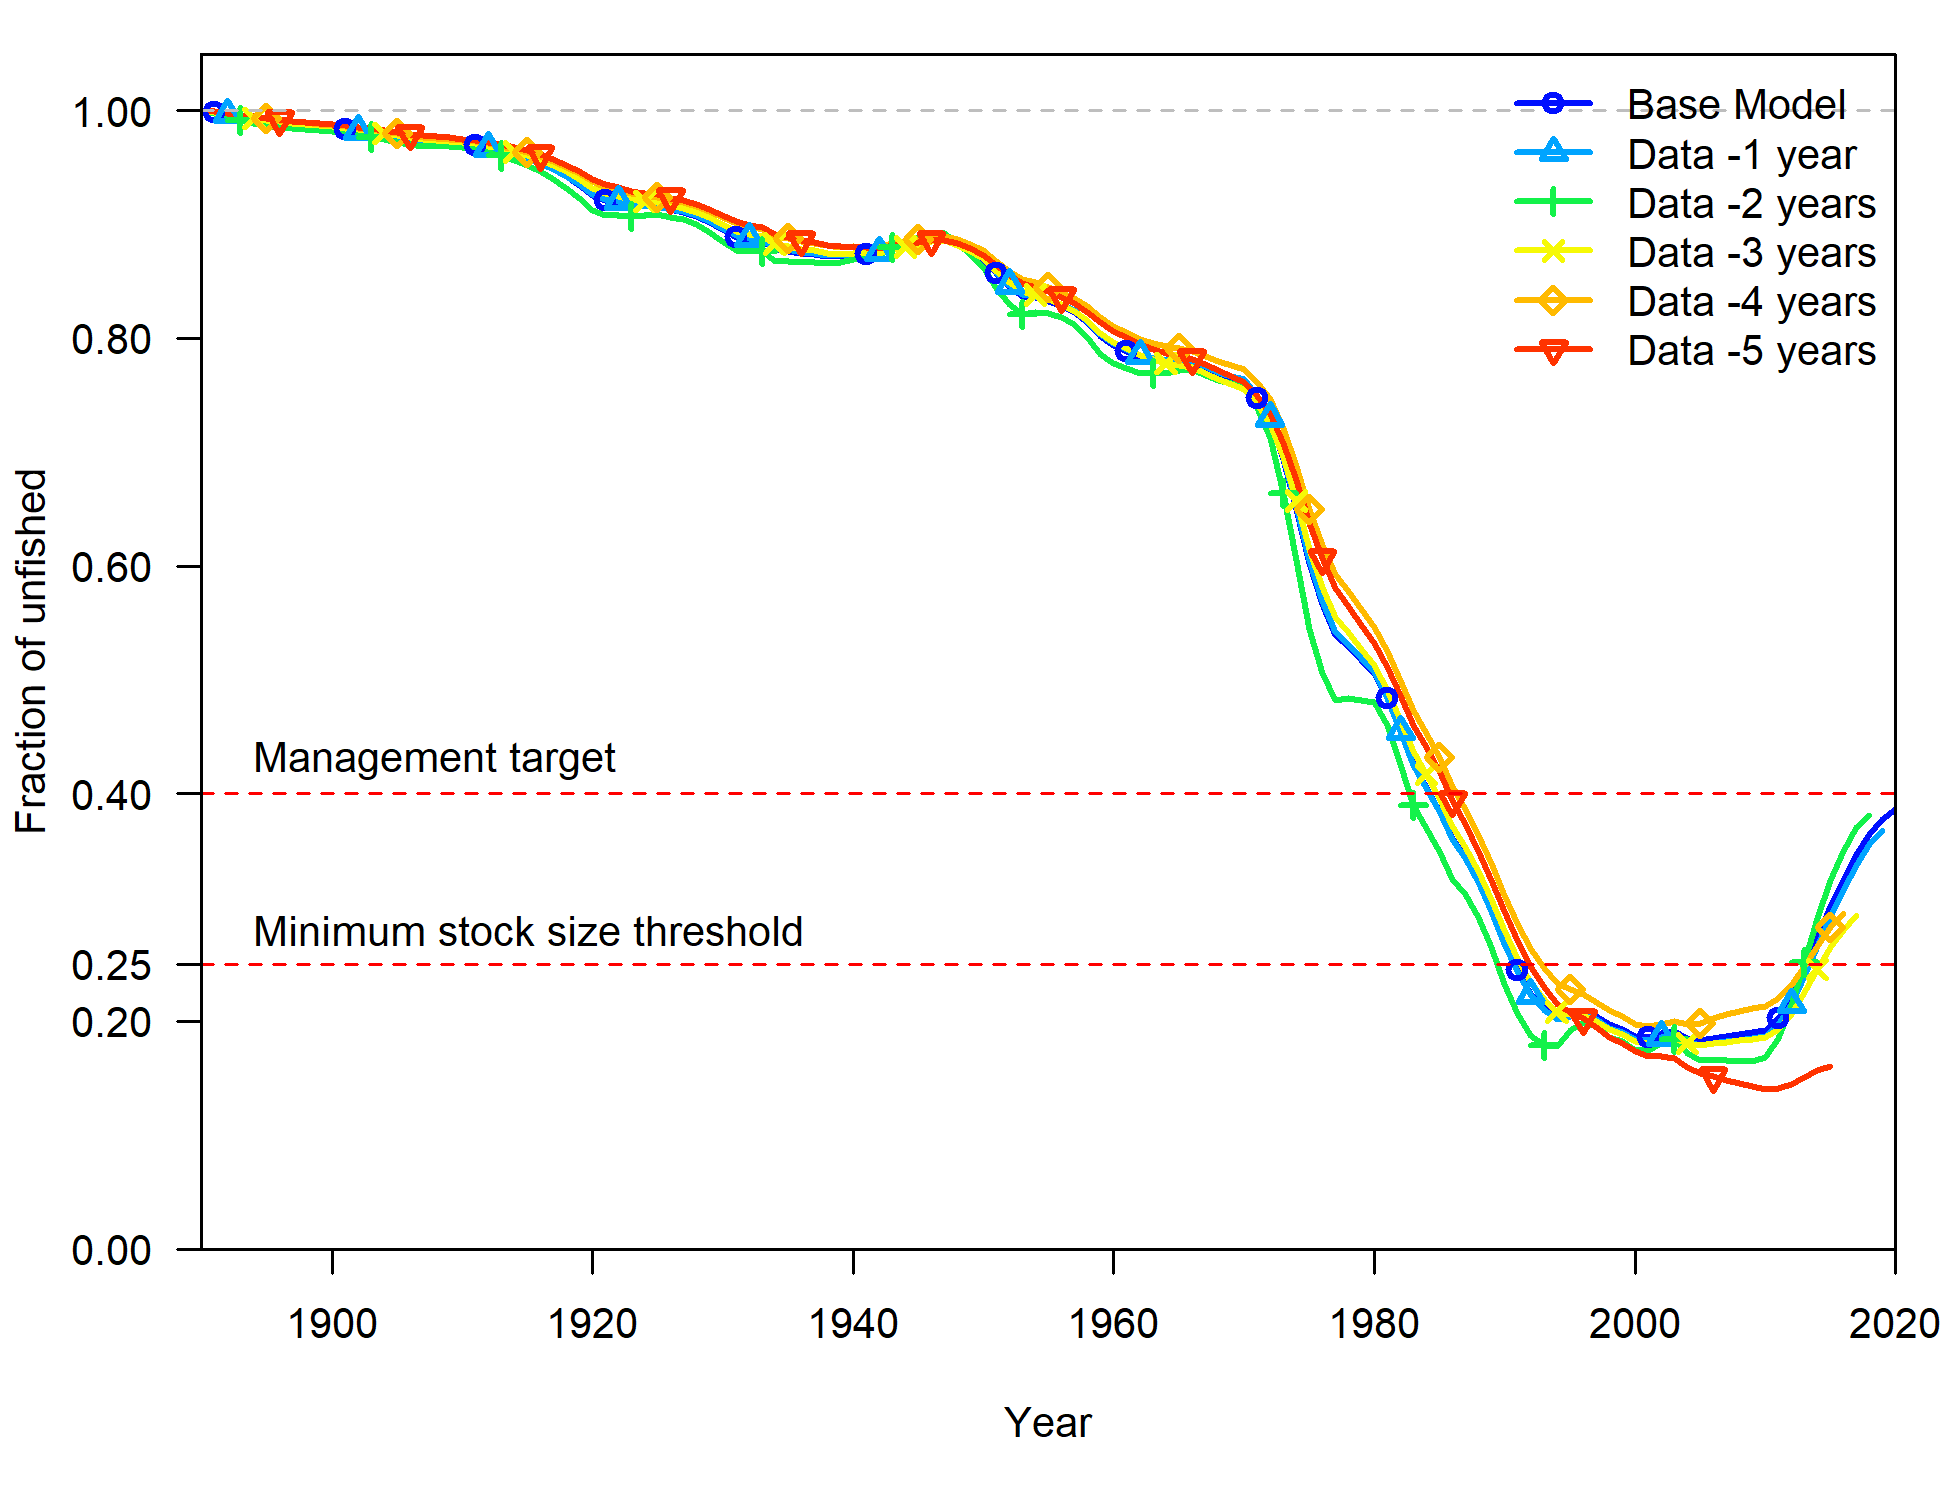 1.00
0.80
0.60
0.40
0.25
0.20
0.00
Fraction of unfished
Base Model
Data -1 year
Data -2 years
Data -3 years
Data -4 years
Data -5 years
Management target
Minimum stock size threshold
1900 1920 1940 1960 1980 2000 2020
Year